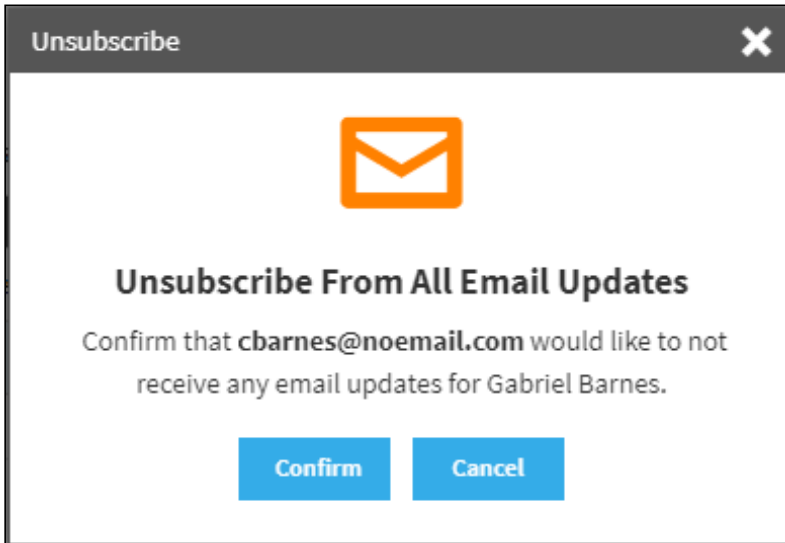 Unsubscribe
Unsubscribe From All Email Updates
Confirm that cbarnes@noemail.com would like to not
receive any email updates for Gabriel Barnes.
Confirm Cancel